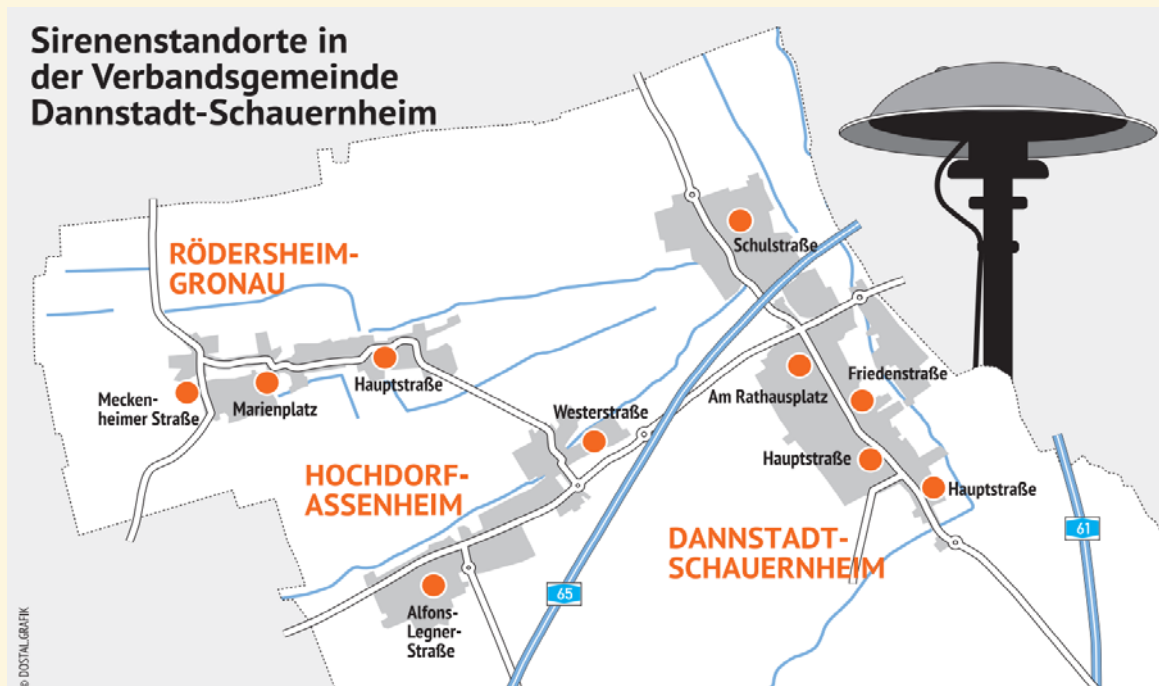 Sirenenstandorte in
der Verbandsgemeinde
Dannstadt-Schauernheim
RÖDERSHEIM-
GRONAU
Schulstraße
Meckenheimer
heimer Straße
Marienplatz
Hauptstraße
Westerstraße
Am Rathausplatz
Friedenstraße
Hauptstraße
Hauptstraße
HOCHDORF-
ASSENHEIM
DANNSTADT-
SCHAUERNHEIM
61
65
Alfons-
Legner-
Straße
© DOSTAL.GRAFIK